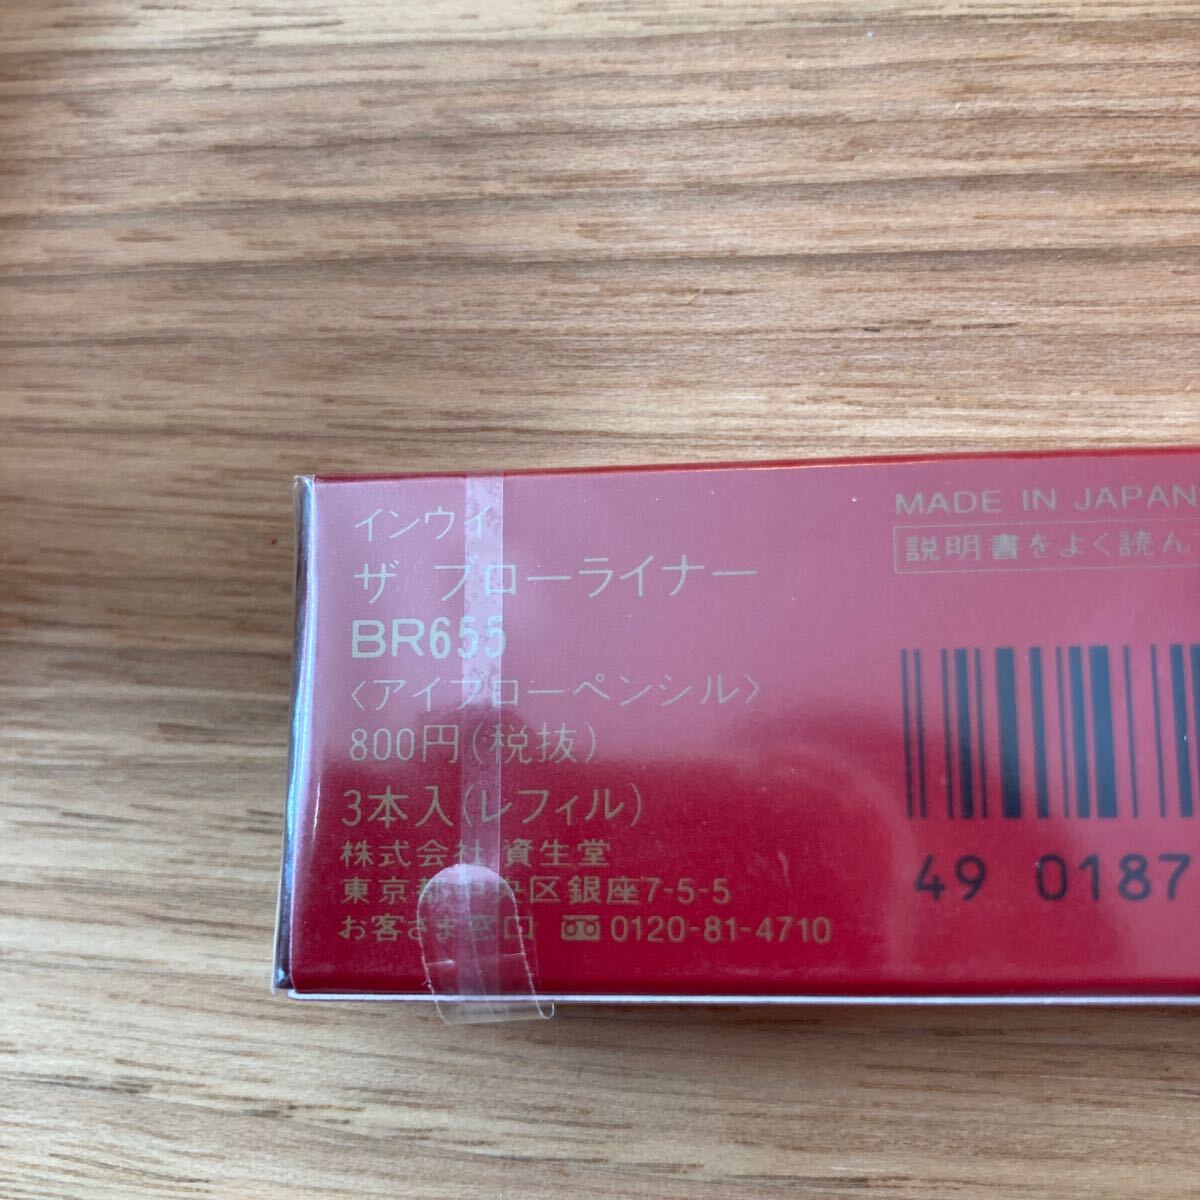 インウイ
ザ ブローライナー
BR655
〈アイブローペンシル〉
800円(税抜)
3本入(レフィル)
株式会社 資生堂
東京都中央区銀座7-5-5
お客さま窓口 0120-81-4710
MADE IN JAPAN
説明書をよく読ん
49 0187